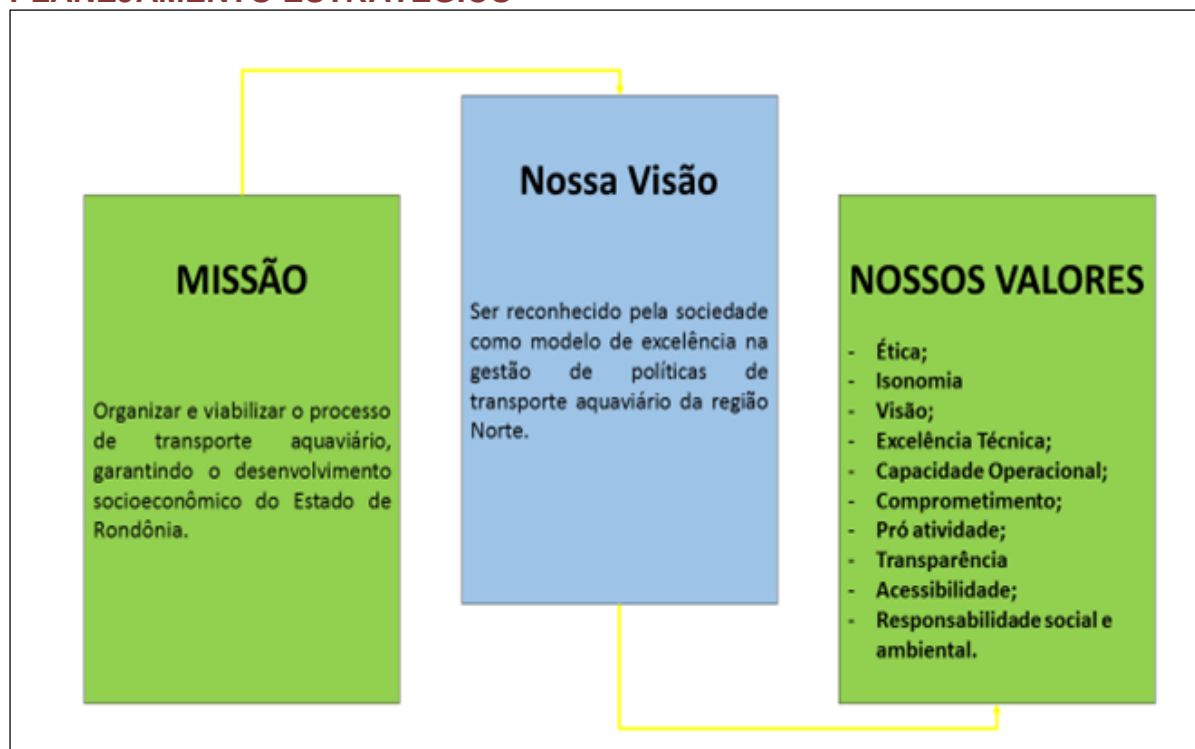 PLANEJAMENTO ESTRATÉGICO
MISSÃO
Organizar e viabilizar o processo
de transporte aquaviário,
garantindo o desenvolvimento
socioeconômico do Estado de
Rondônia.
Nossa Visão
Ser reconhecido pela sociedade
como modelo de excelência na
gestão de políticas de
transporte aquaviário da região
Norte.
NOSSOS VALORES
- Ética;
- Isonomia
- Visão;
- Excelência Técnica;
- Capacidade Operacional;
- Comprometimento;
- Pró atividade;
- Transparência
- Acessibilidade;
- Responsabilidade social e
ambiental.